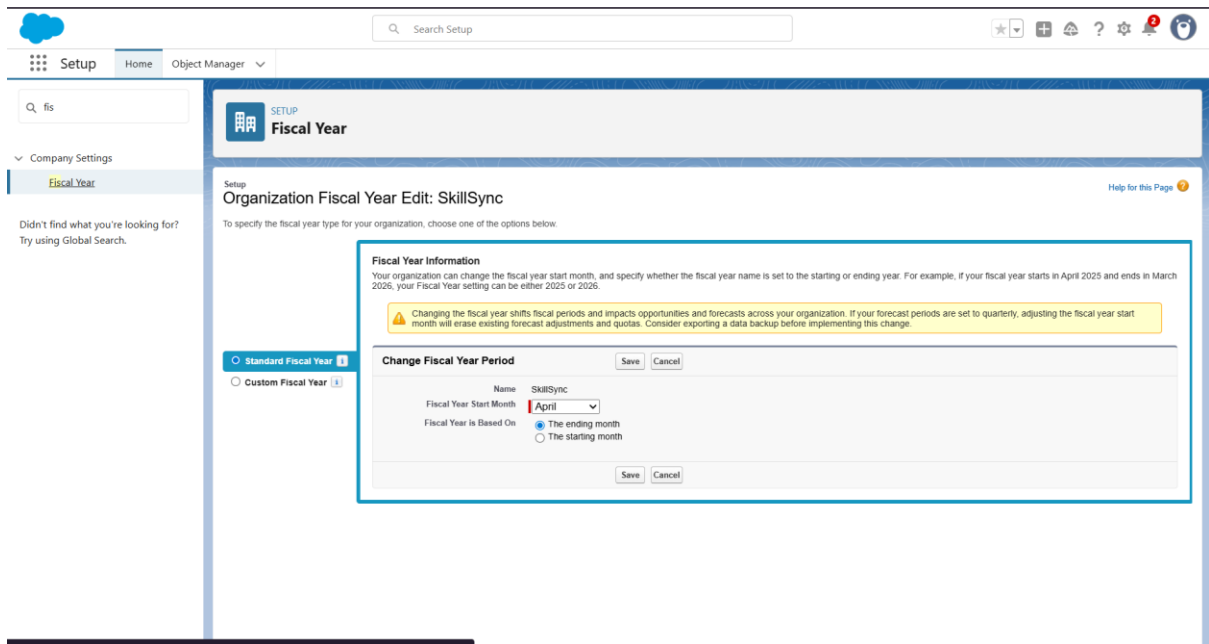 Search Setup
2
Setup
Home
Object Manager
fis
Company Settings
Fiscal Year
Didn't find what you're looking for?
Try using Global Search.
SETUP
Fiscal Year
Setup
Organization Fiscal Year Edit: SkillSync
Help for this Page
To specify the fiscal year type for your organization, choose one of the options below.
Fiscal Year Information
Your organization can change the fiscal year start month, and specify whether the fiscal year name is set to the starting or ending year. For example, if your fiscal year starts in April 2025 and ends in March
2026, your Fiscal Year setting can be either 2025 or 2026.
Changing the fiscal year shifts fiscal periods and impacts opportunities and forecasts across your organization. If your forecast periods are set to quarterly, adjusting the fiscal year start
month will erase existing forecast adjustments and quotas. Consider exporting a data backup before implementing this change.
Standard Fiscal Year i
Custom Fiscal Year i
Change Fiscal Year Period
Save Cancel
Name SkillSync
Fiscal Year Start Month April
Fiscal Year is Based On The ending month
The starting month
Save Cancel